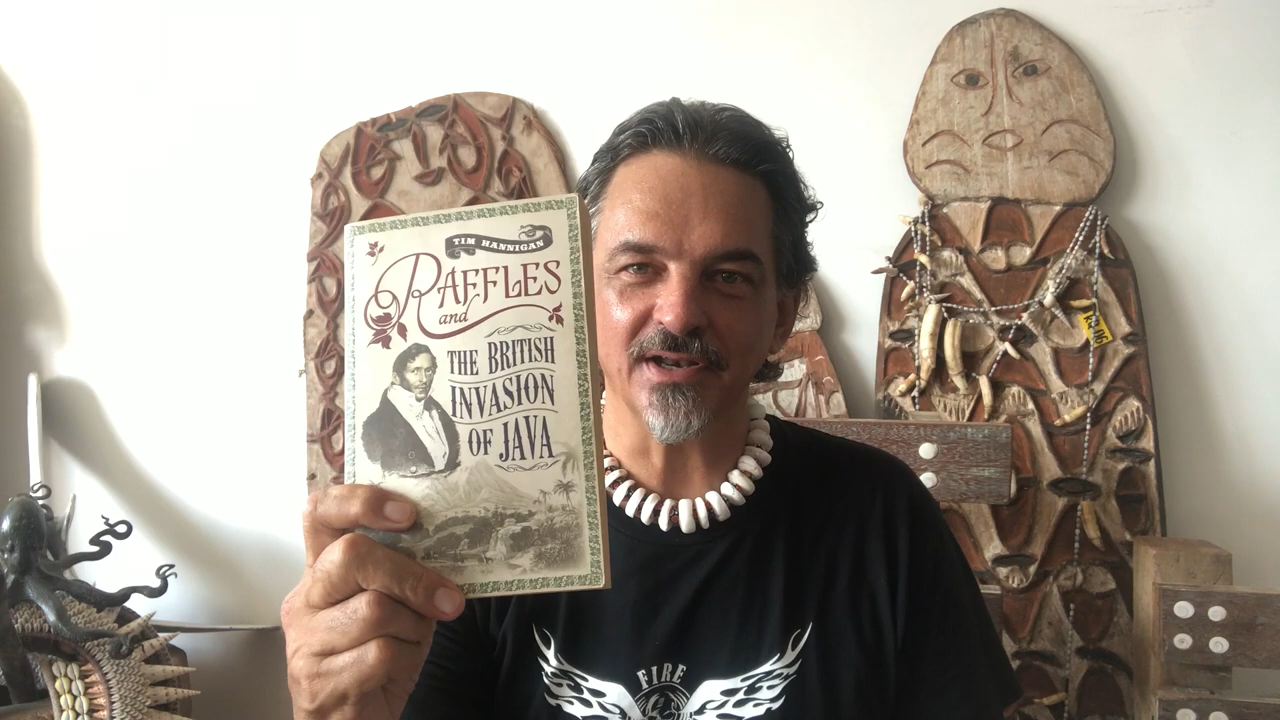 TIM HANNIGAN
RAFFLES
and
THE BRITISH
INVASION
OF JAVA
FIRE